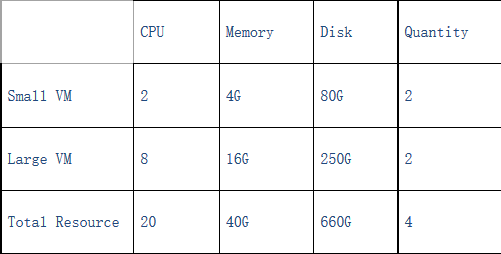 CPU Memory Disk Quantity
Small VM 2 4G 80G 2
Large VM 8 16G 250G 2
Total Resource 20 40G 660G 4